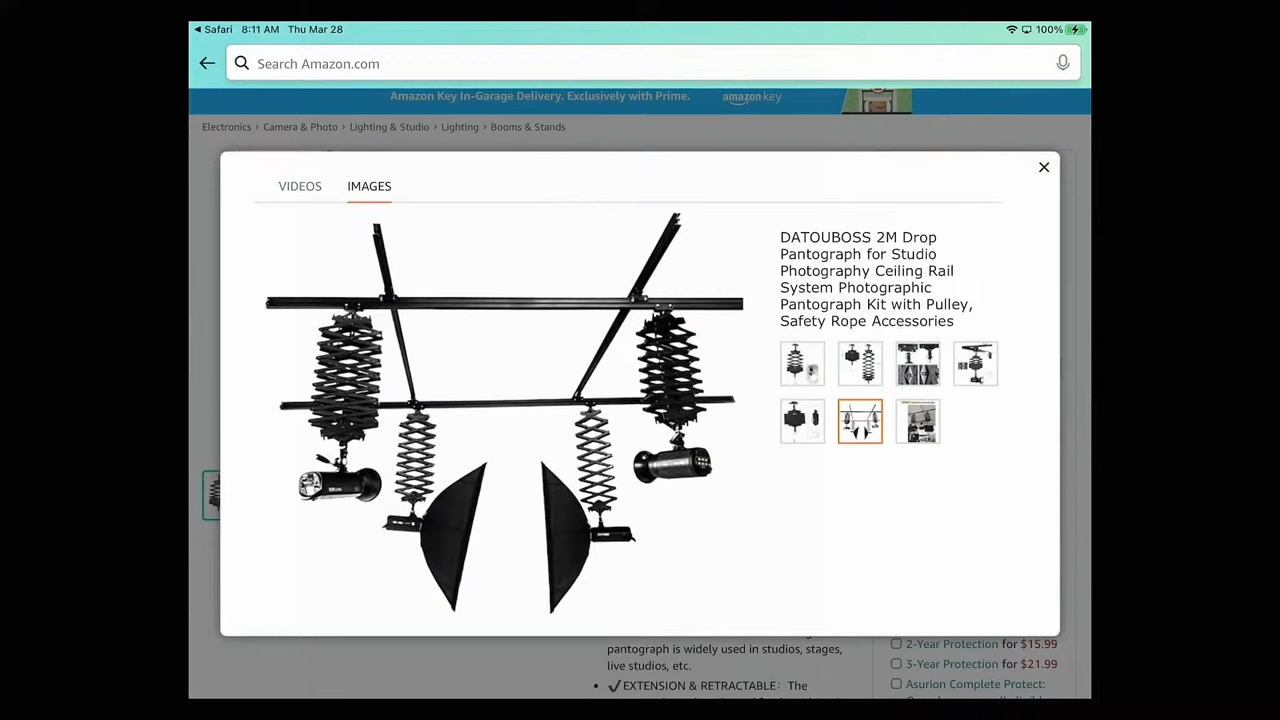 Safari 8:11 AM Thu Mar 28
100%
Search Amazon.com
Amazon Key In-Garage Delivery. Exclusively with Prime. amazon key
Electronics › Camera & Photo › Lighting & Studio › Lighting › Booms & Stands
VIDEOS IMAGES
DATOUBOSS 2M Drop
Pantograph for Studio
Photography Ceiling Rail
System Photographic
Pantograph Kit with Pulley,
Safety Rope Accessories
pantograph is widely used in studios, stages,
live studios, etc.
• ✔EXTENSION & RETRACTABLE: The
2-Year Protection for $15.99
3-Year Protection for $21.99
Asurion Complete Protect: